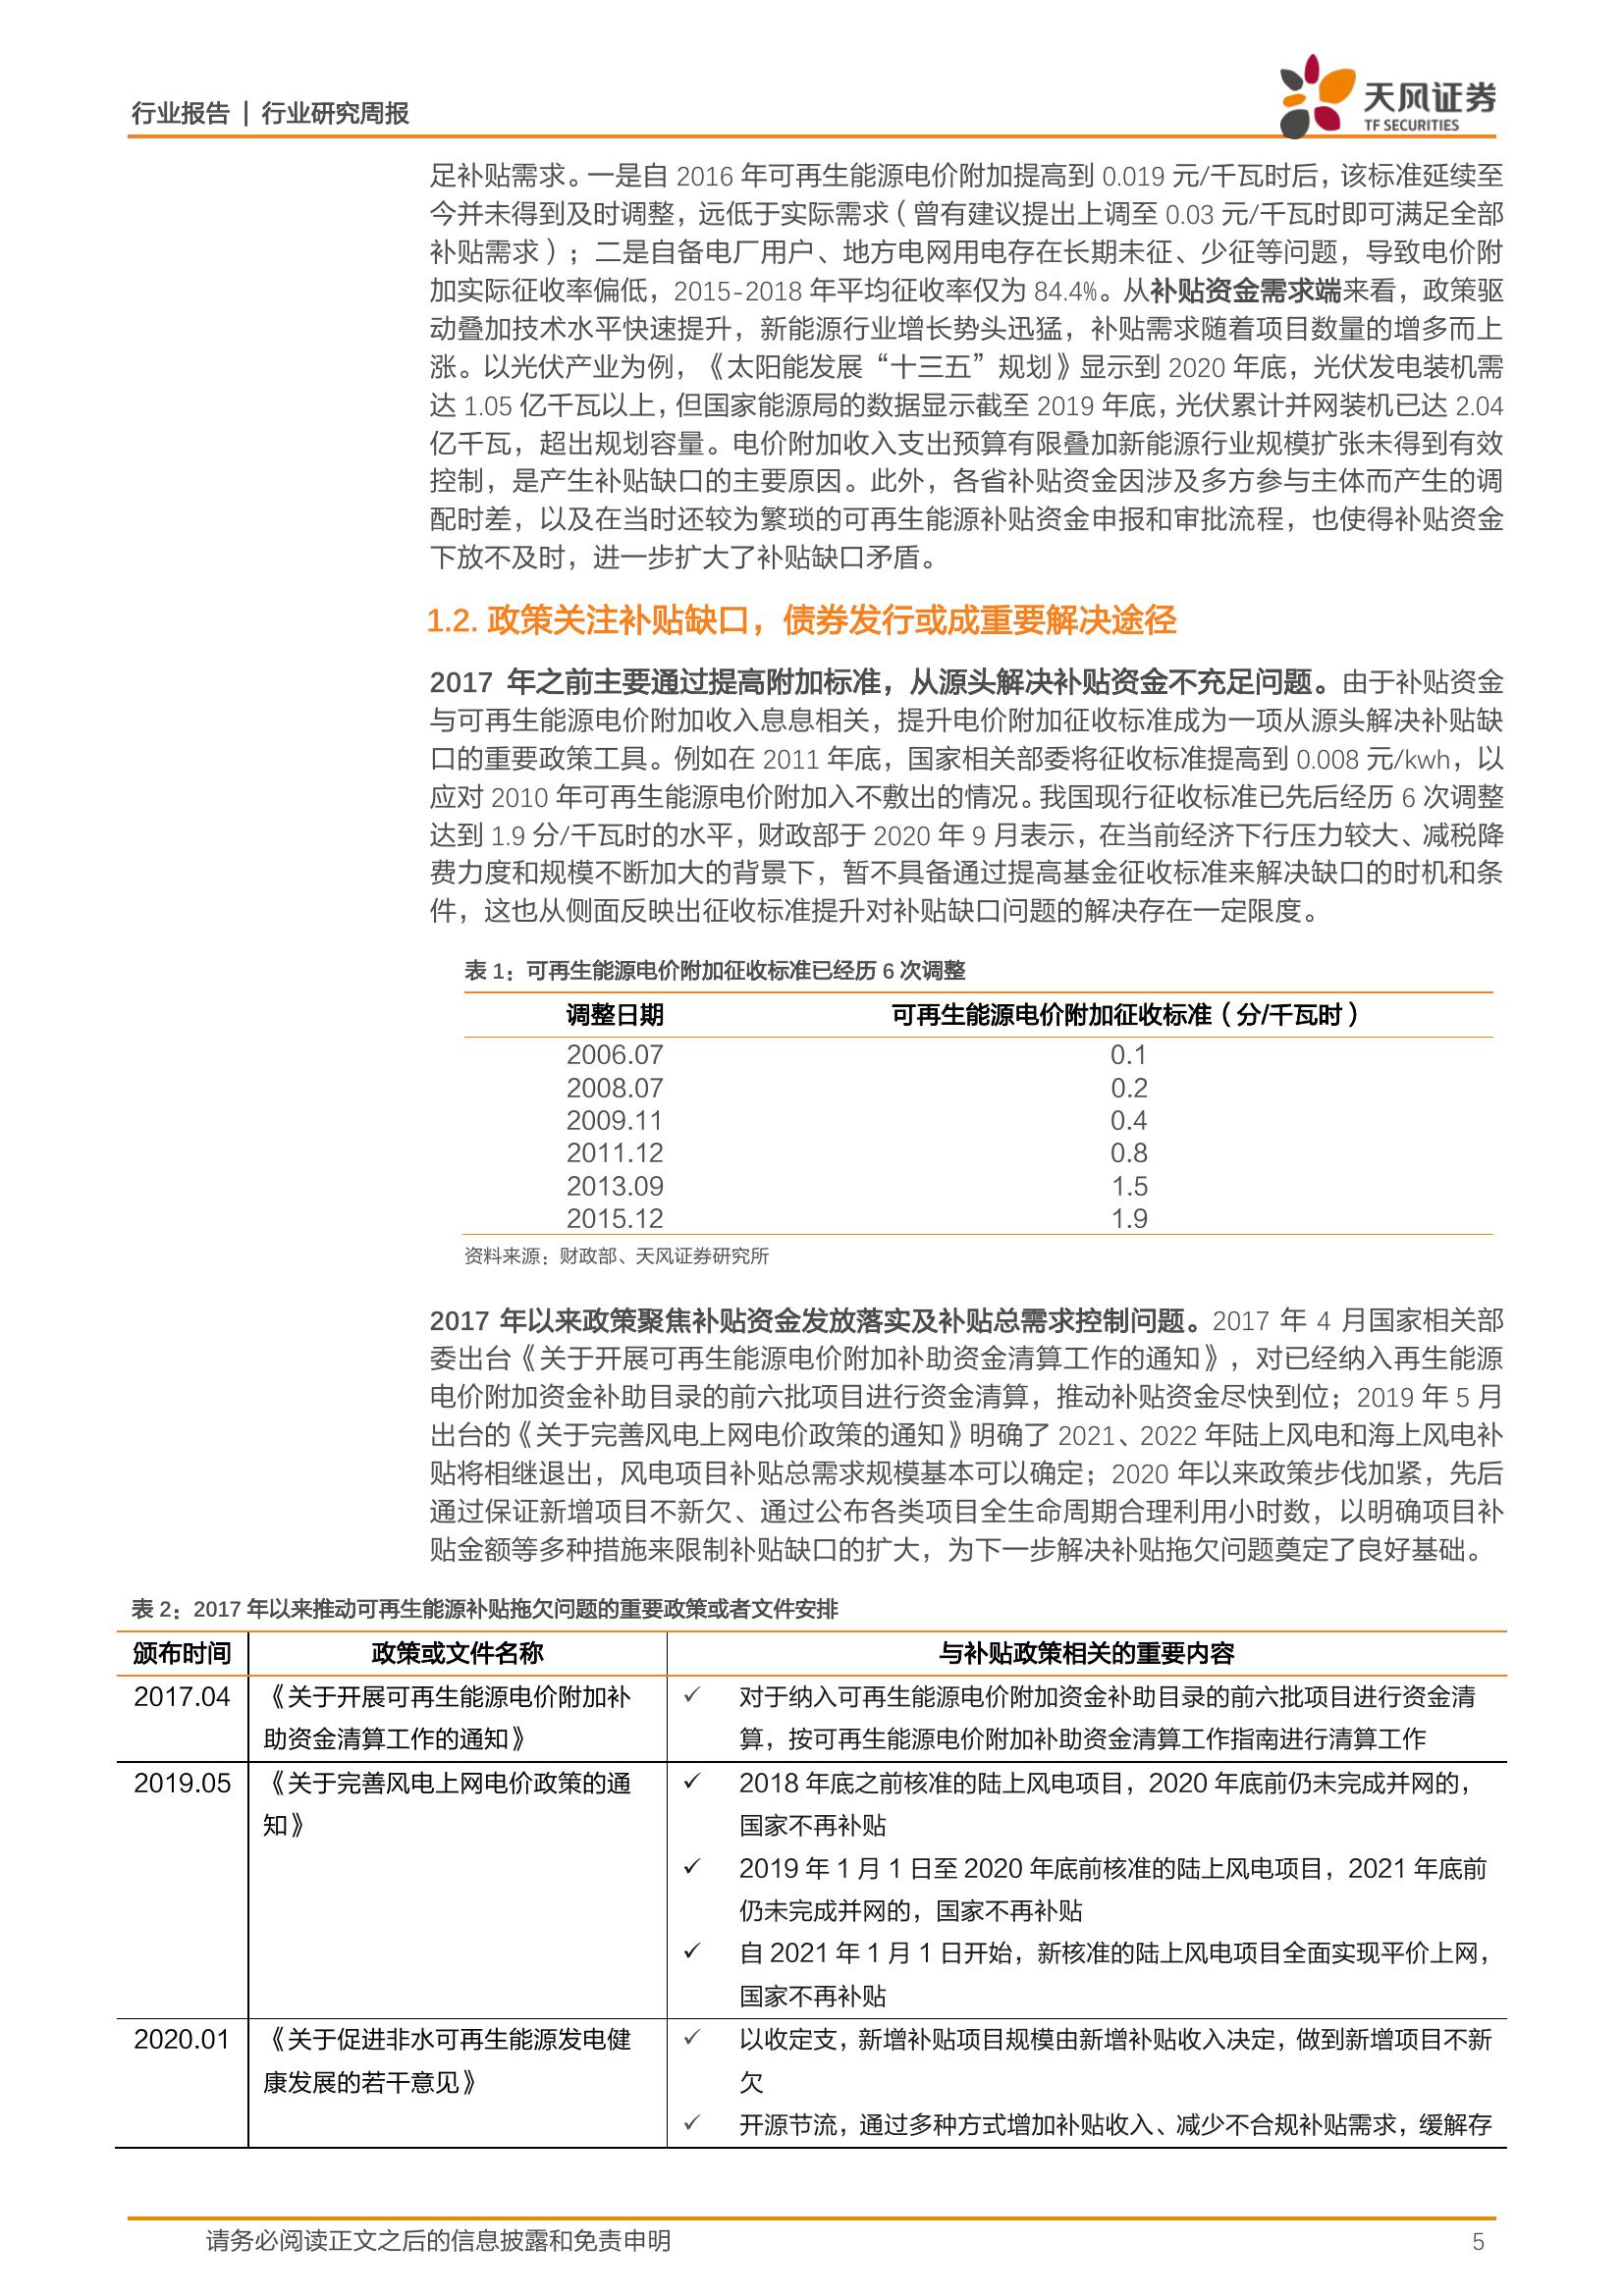 行业报告 | 行业研究周报
天风证券
TF SECURITIES
足补贴需求。一是自 2016 年可再生能源电价附加提高到 0.019 元/千瓦时后，该标准延续至
今并未得到及时调整，远低于实际需求（曾有建议提出上调至 0.03 元/千瓦时即可满足全部
补贴需求）；二是自备电厂用户、地方电网用电存在长期未征、少征等问题，导致电价附
加实际征收率偏低，2015-2018 年平均征收率仅为 84.4%。从补贴资金需求端来看，政策驱
动叠加技术水平快速提升，新能源行业增长势头迅猛，补贴需求随着项目数量的增多而上
涨。以光伏产业为例，《太阳能发展“十三五”规划》显示到 2020 年底，光伏发电装机需
达 1.05 亿千瓦以上，但国家能源局的数据显示截至 2019 年底，光伏累计并网装机已达 2.04
亿千瓦，超出规划容量。电价附加收入支出预算有限叠加新能源行业规模扩张未得到有效
控制，是产生补贴缺口的主要原因。此外，各省补贴资金因涉及多方参与主体而产生的调
配时差，以及在当时还较为繁琐的可再生能源补贴资金申报和审批流程，也使得补贴资金
下放不及时，进一步扩大了补贴缺口矛盾。
1.2. 政策关注补贴缺口，债券发行或成重要解决途径
2017 年之前主要通过提高附加标准，从源头解决补贴资金不充足问题。由于补贴资金
与可再生能源电价附加收入息息相关，提升电价附加征收标准成为一项从源头解决补贴缺
口的重要政策工具。例如在 2011 年底，国家相关部委将征收标准提高到 0.008 元/kwh，以
应对 2010 年可再生能源电价附加入不敷出的情况。我国现行征收标准已先后经历 6 次调整
达到 1.9 分/千瓦时的水平，财政部于 2020 年 9 月表示，在当前经济下行压力较大、减税降
费力度和规模不断加大的背景下，暂不具备通过提高基金征收标准来解决缺口的时机和条
件，这也从侧面反映出征收标准提升对补贴缺口问题的解决存在一定限度。
表 1：可再生能源电价附加征收标准已经历 6 次调整
调整日期 可再生能源电价附加征收标准（分/千瓦时）
2006.07 0.1
2008.07 0.2
2009.11 0.4
2011.12 0.8
2013.09 1.5
2015.12 1.9
资料来源：财政部、天风证券研究所
2017 年以来政策聚焦补贴资金发放落实及补贴总需求控制问题。2017 年 4 月国家相关部
委出台《关于开展可再生能源电价附加补助资金清算工作的通知》，对已经纳入再生能源
电价附加资金补助目录的前六批项目进行资金清算，推动补贴资金尽快到位；2019 年 5 月
出台的《关于完善风电上网电价政策的通知》明确了 2021、2022 年陆上风电和海上风电补
贴将相继退出，风电项目补贴总需求规模基本可以确定；2020 年以来政策步伐加紧，先后
通过保证新增项目不新欠、通过公布各类项目全生命周期合理利用小时数，以明确项目补
贴金额等多种措施来限制补贴缺口的扩大，为下一步解决补贴拖欠问题奠定了良好基础。
表 2：2017 年以来推动可再生能源补贴拖欠问题的重要政策或者文件安排
颁布时间 政策或文件名称 与补贴政策相关的重要内容
2017.04 《关于开展可再生能源电价附加补 ✓ 对于纳入可再生能源电价附加资金补助目录的前六批项目进行资金清
助资金清算工作的通知》 算，按可再生能源电价附加补助资金清算工作指南进行清算工作
2019.05 《关于完善风电上网电价政策的通 ✓ 2018 年底之前核准的陆上风电项目，2020 年底前仍未完成并网的，
知》 国家不再补贴
✓ 2019 年 1 月 1 日至 2020 年底前核准的陆上风电项目，2021 年底前
仍未完成并网的，国家不再补贴
✓ 自 2021 年 1 月 1 日开始，新核准的陆上风电项目全面实现平价上网，
国家不再补贴
2020.01 《关于促进非水可再生能源发电健 ✓ 以收定支，新增补贴项目规模由新增补贴收入决定，做到新增项目不新
康发展的若干意见》 欠
✓ 开源节流，通过多种方式增加补贴收入、减少不合规补贴需求，缓解存
请务必阅读正文之后的信息披露和免责申明 5